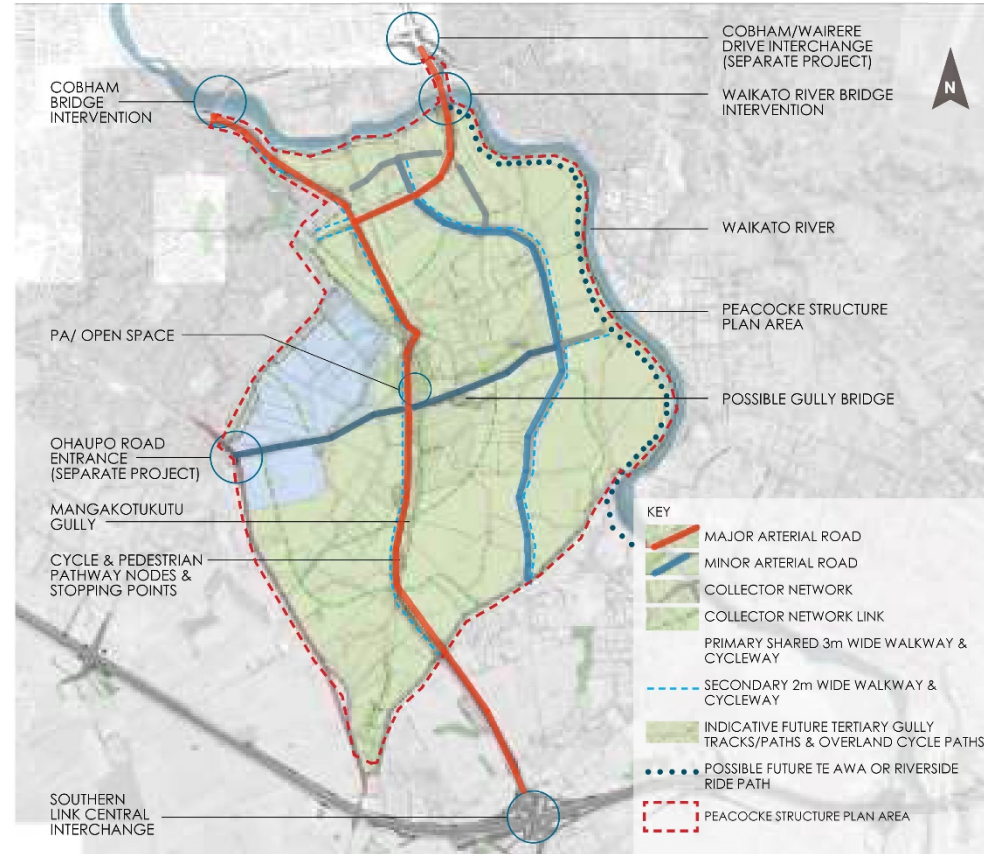 COBHAM/WAIRERE
DRIVE INTERCHANGE
(SEPARATE PROJECT)
N
COBHAM
BRIDGE
INTERVENTION
WAIKATO RIVER BRIDGE
INTERVENTION
WAIKATO RIVER
PEACOCKE STRUCTURE
PLAN AREA
PA/ OPEN SPACE
POSSIBLE GULLY BRIDGE
OHAUPO ROAD
ENTRANCE
(SEPARATE PROJECT)
MANGAKOTUKUTU
GULLY
CYCLE & PEDESTRIAN
PATHWAY NODES &
STOPPING POINTS
SOUTHERN
LINK CENTRAL
INTERCHANGE
KEY
MAJOR ARTERIAL ROAD
MINOR ARTERIAL ROAD
COLLECTOR NETWORK
COLLECTOR NETWORK LINK
PRIMARY SHARED 3m WIDE WALKWAY &
CYCLEWAY
SECONDARY 2m WIDE WALKWAY &
CYCLEWAY
INDICATIVE FUTURE TERTIARY GULLY
TRACKS/PATHS & OVERLAND CYCLE PATHS
POSSIBLE FUTURE TE AWA OR RIVERSIDE
RIDE PATH
PEACOCKE STRUCTURE PLAN AREA